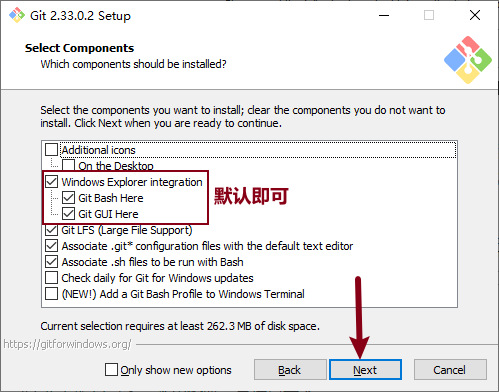 Git 2.33.0.2 Setup
Select Components
Which components should be installed?
Select the components you want to install; clear the components you do not want to
install. Click Next when you are ready to continue.
Additional icons
On the Desktop
Windows Explorer integration
Git Bash Here
默认即可
Git GUI Here
Git LFS (Large File Support)
Associate .git* configuration files with the default text editor
Associate .sh files to be run with Bash
Check daily for Git for Windows updates
(NEW!) Add a Git Bash Profile to Windows Terminal
Current selection requires at least 262.3 MB of disk space.
https://gitforwindows.org/
Only show new options
Back
Next
Cancel